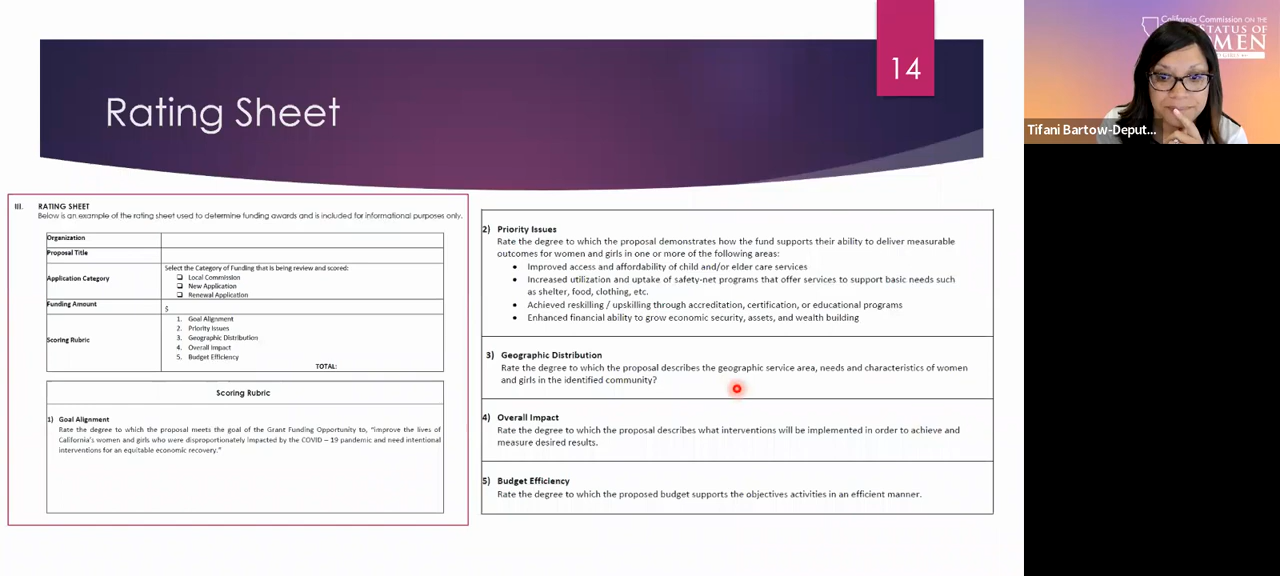 14
Rating Sheet
III. RATING SHEET
Below is an example of the rating sheet used to determine funding awards and is included for informational purposes only.
Organization
Proposal Title
Application Category
Select the Category of Funding that is being review and scored:
Local Commission
New Application
Renewal Application
Funding Amount
$
Scoring Rubric
1. Goal Alignment
2. Priority Issues
3. Geographic Distribution
4. Overall Impact
5. Budget Efficiency
TOTAL:
Scoring Rubric
1) Goal Alignment
Rate the degree to which the proposal meets the goal of the Grant Funding Opportunity to, "improve the lives of
California's women and girls who were disproportionately impacted by the COVID – 19 pandemic and need intentional
interventions for an equitable economic recovery."
2) Priority Issues
Rate the degree to which the proposal demonstrates how the fund supports their ability to deliver measurable
outcomes for women and girls in one or more of the following areas:
• Improved access and affordability of child and/or elder care services
• Increased utilization and uptake of safety-net programs that offer services to support basic needs such
as shelter, food, clothing, etc.
• Achieved reskilling / upskilling through accreditation, certification, or educational programs
• Enhanced financial ability to grow economic security, assets, and wealth building
3) Geographic Distribution
Rate the degree to which the proposal describes the geographic service area, needs and characteristics of women
and girls in the identified community?
4) Overall Impact
Rate the degree to which the proposal describes what interventions will be implemented in order to achieve and
measure desired results.
5) Budget Efficiency
Rate the degree to which the proposed budget supports the objectives activities in an efficient manner.
California Commission ON THE
STATUS OF
MEN
Tifani Bartow-Deput...